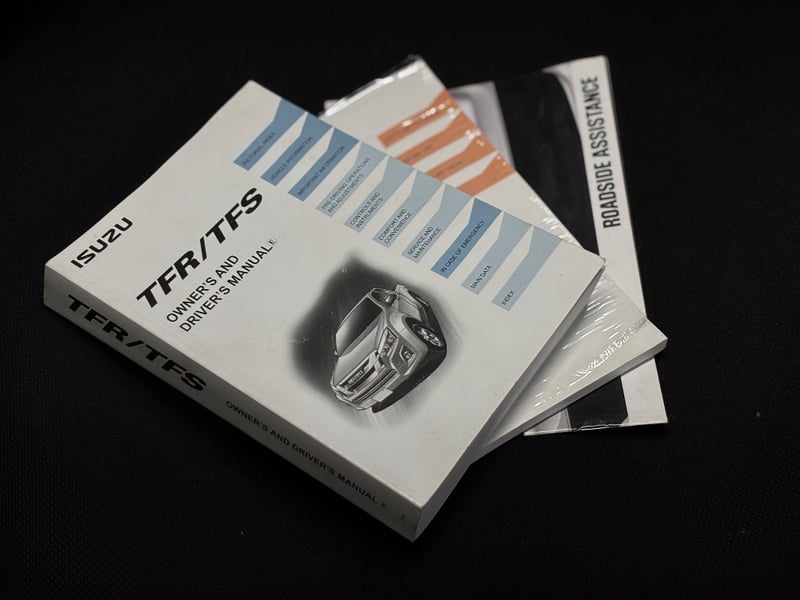 ISUZU
TFR/TFS
OWNER'S AND
DRIVER'S MANUAL E
PICTORIAL INDEX
VEHICLE INFORMATION
IMPORTANT INFORMATION
PRE-DRIVING OPERATIONS
AND ADJUSTMENTS
CONTROLS AND
INSTRUMENTS
COMFORT AND
CONVENIENCE
SERVICE AND
MAINTENANCE
IN CASE OF EMERGENCY
MAIN DATA
INDEX
TFR/TFS
OWNER'S AND DRIVER'S MANUAL E
ROADSIDE ASSISTANCE